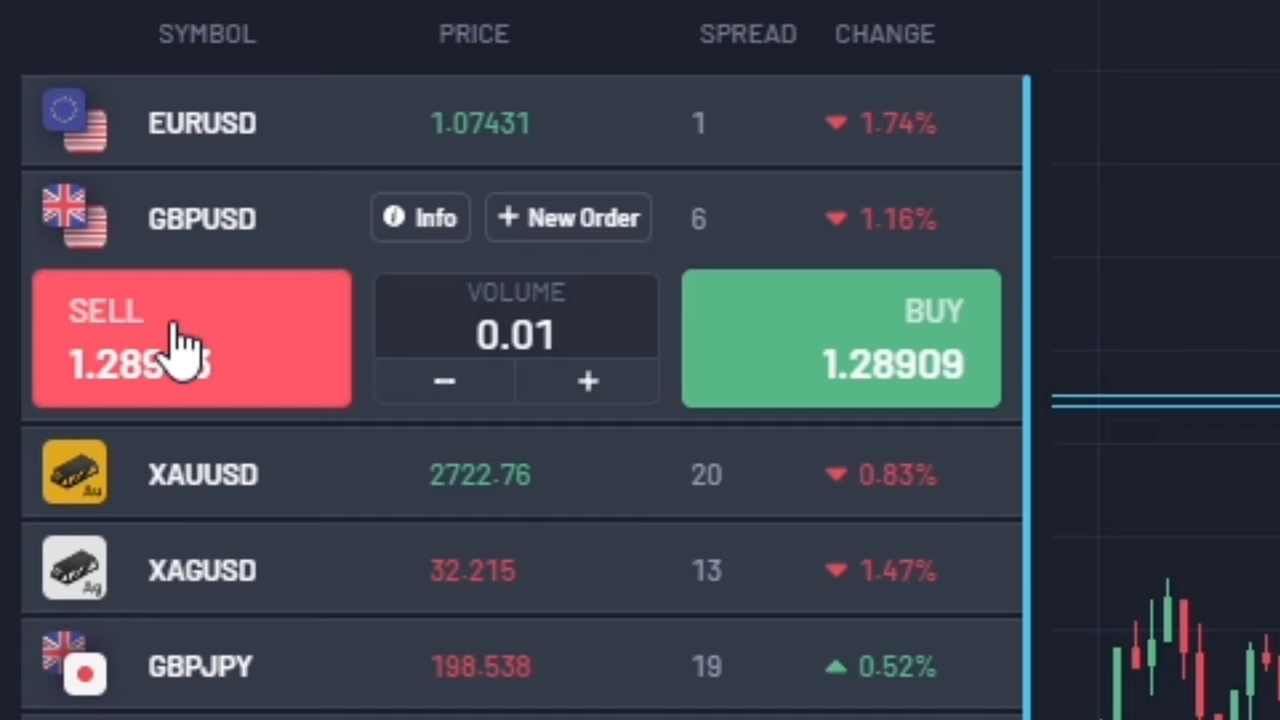 SYMBOL PRICE SPREAD CHANGE
EURUSD 1.07431 1 1.74%
GBPUSD Info + New Order 6 1.16%
SELL
VOLUME
BUY
0.01
1.28909
− +
XAUUSD 2722.76 20 0.83%
Au
XAGUSD 32.215 13 1.47%
Ag
GBPJPY 198.538 19 0.52%